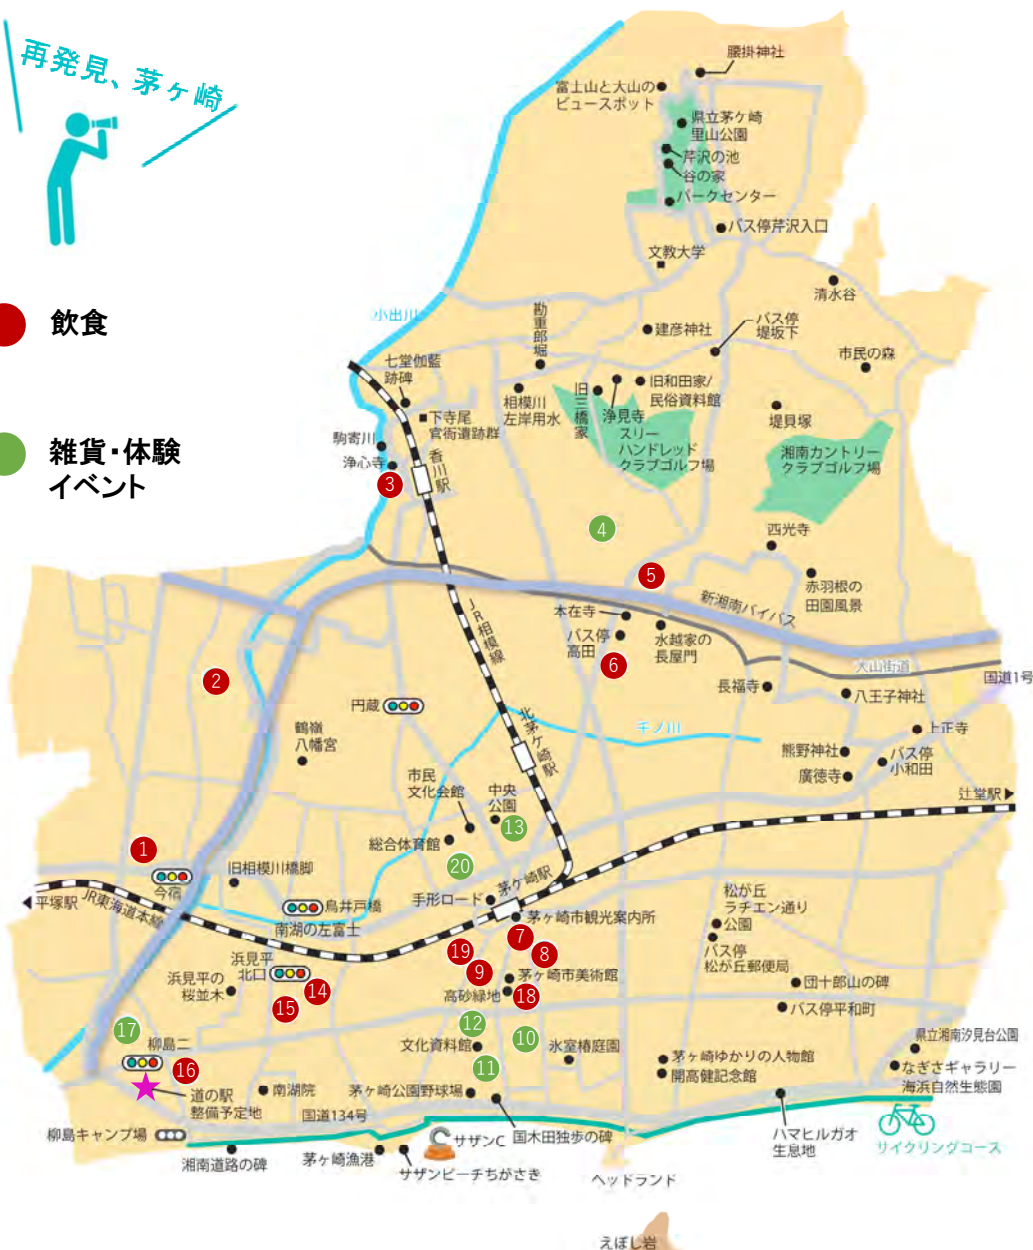 再発見、茅ヶ崎
飲食
雑貨・体験
イベント
腰掛神社
富士山と大山の
ビュースポット
県立茅ケ崎
里山公園
芹沢の池
谷の家
パークセンター
バス停芹沢入口
文教大学
清水谷
小出川
勘重郎堀
建彦神社
バス停
堤坂下
市民の森
七堂伽藍
跡碑
下寺尾
官衙遺跡群
相模川
左岸用水
旧三橋家
浄見寺
旧和田家/
民俗資料館
スリー
ハンドレッド
クラブゴルフ場
堤貝塚
湘南カントリー
クラブゴルフ場
駒寄川
浄心寺
香川駅
3
4
西光寺
5
赤羽根の
田園風景
新湘南バイパス
JR相模線
本在寺
バス停
高田
水越家の
長屋門
6
大山街道
国道1号
長福寺
八王子神社
2
円蔵
鶴嶺
八幡宮
北茅ケ崎駅
千ノ川
上正寺
熊野神社
バス停
小和田
廣徳寺
辻堂駅
市民
文化会館
中央
公園
13
総合体育館
20
1
今宿
旧相模川橋脚
平塚駅
JR東海道本線
鳥井戸橋
南湖の左富士
手形ロード
茅ケ崎駅
茅ヶ崎市観光案内所
松が丘
ラチエン通り
公園
バス停
松が丘郵便局
7
8
19
9
浜見平
北口
浜見平の
桜並木
14
15
茅ヶ崎市美術館
高砂緑地
18
団十郎山の碑
バス停平和町
17
柳島二
16
12
10
文化資料館
11
氷室椿庭園
茅ヶ崎ゆかりの人物館
開高健記念館
県立湘南汐見台公園
なぎさギャラリー
海浜自然生態園
道の駅
整備予定地
南湖院
茅ヶ崎公園野球場
国道134号
柳島キャンプ場
湘南道路の碑
茅ヶ崎漁港
サザンC
サザンビーチちがさき
国木田独歩の碑
ヘッドランド
ハマヒルガオ
生息地
サイクリングコース
えぼし岩